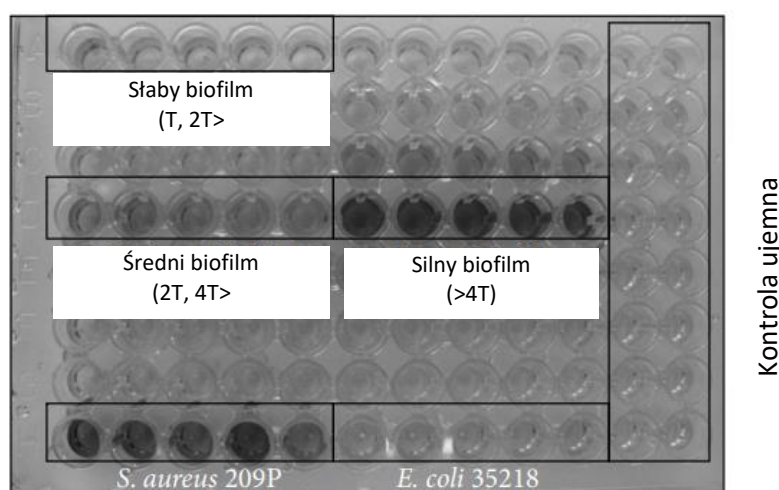 Słaby biofilm
(T, 2T>
Średni biofilm
(2T, 4T>
Silny biofilm
(>4T)
S. aureus 209P
E. coli 35218
Kontrola ujemna